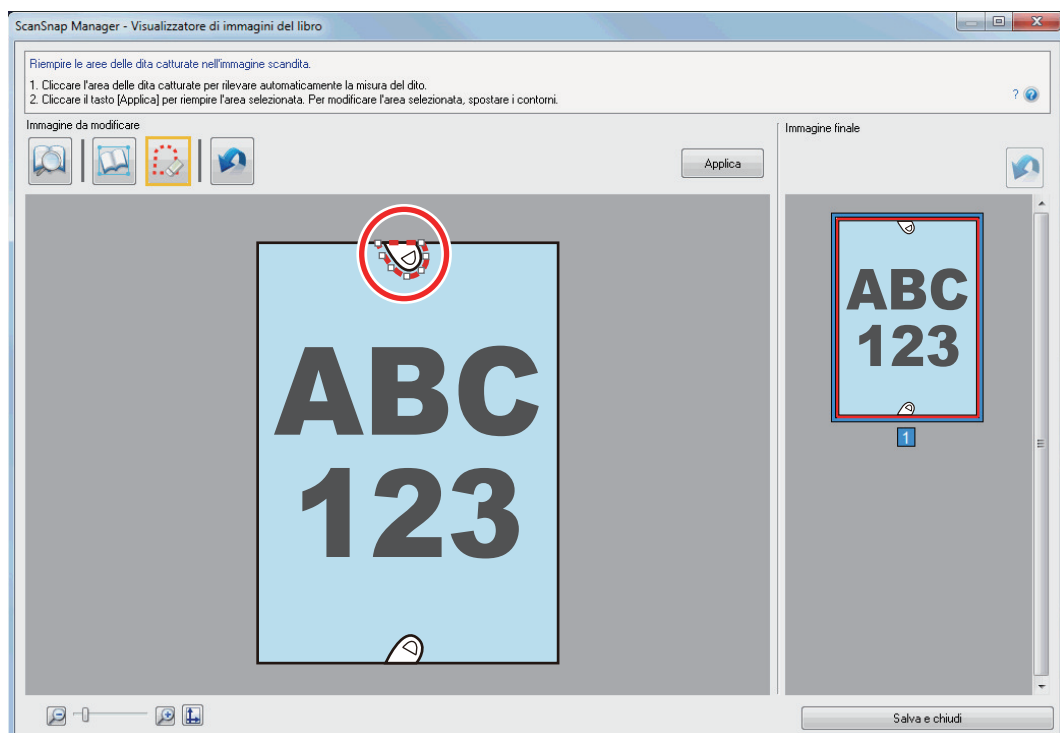 ScanSnap Manager - Visualizzatore di immagini del libro
Riempire le aree delle dita catturate nell'immagine scandita.
1. Cliccare l'area delle dita catturate per rilevare automaticamente la misura del dito.
2. Cliccare il tasto [Applica] per riempire l'area selezionata. Per modificare l'area selezionata, spostare i contorni.
?
Immagine da modificare
Applica
ABC
123
Immagine finale
ABC
123
1
Salva e chiudi